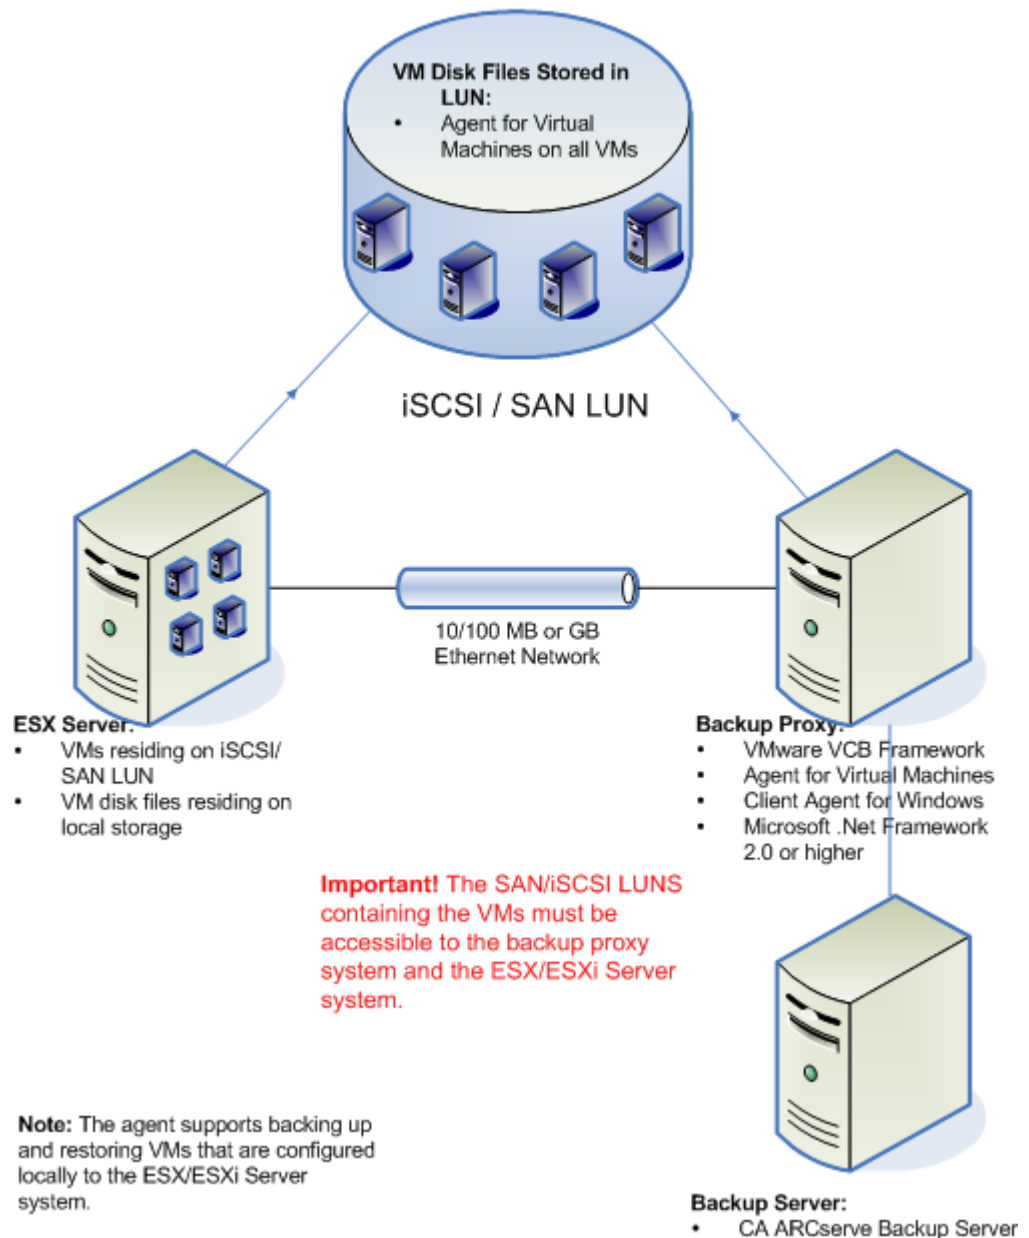 VM Disk Files Stored in
LUN:
• Agent for Virtual
Machines on all VMs
iSCSI / SAN LUN
10/100 MB or GB
Ethernet Network
ESX Server:
• VMs residing on iSCSI/
SAN LUN
• VM disk files residing on
local storage
Backup Proxy:
• VMware VCB Framework
• Agent for Virtual Machines
• Client Agent for Windows
• Microsoft .Net Framework
2.0 or higher
Important! The SAN/iSCSI LUNS
containing the VMs must be
accessible to the backup proxy
system and the ESX/ESXi Server
system.
Note: The agent supports backing up
and restoring VMs that are configured
locally to the ESX/ESXi Server
system.
Backup Server:
• CA ARCserve Backup Server